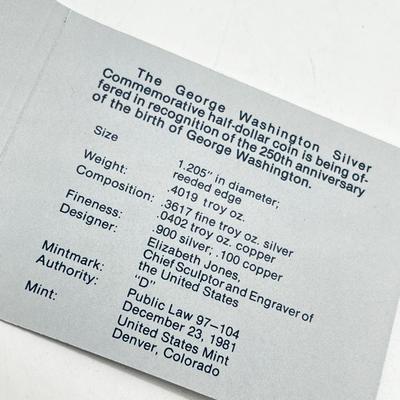 The George Washington Silver
Commemorative half-dollar coin is being of-
fered in recognition of the 250th anniversary
of the birth of George Washington.
Size 1.205" in diameter;
reeded edge
Weight: .4019 troy oz.
Composition: .3617 fine troy oz. silver
.0402 troy oz. copper
Fineness: .900 silver; .100 copper
Designer: Elizabeth Jones,
Chief Sculptor and Engraver of
the United States
Mintmark: "D"
Authority: Public Law 97-104
December 23, 1981
Mint: United States Mint
Denver, Colorado